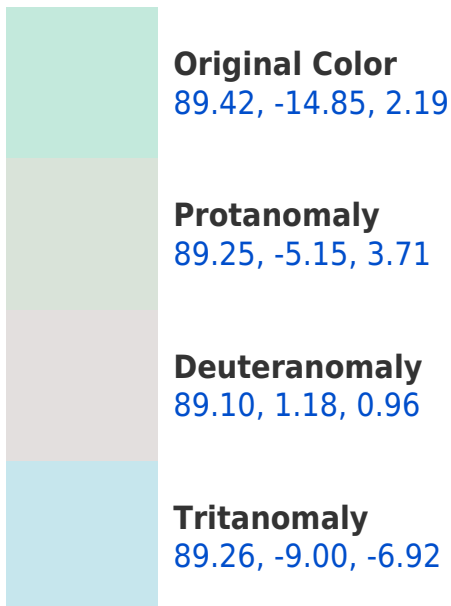 Original Color
89.42, -14.85, 2.19
Protanomaly
89.25, -5.15, 3.71
Deuteranomaly
89.10, 1.18, 0.96
Tritanomaly
89.26, -9.00, -6.92